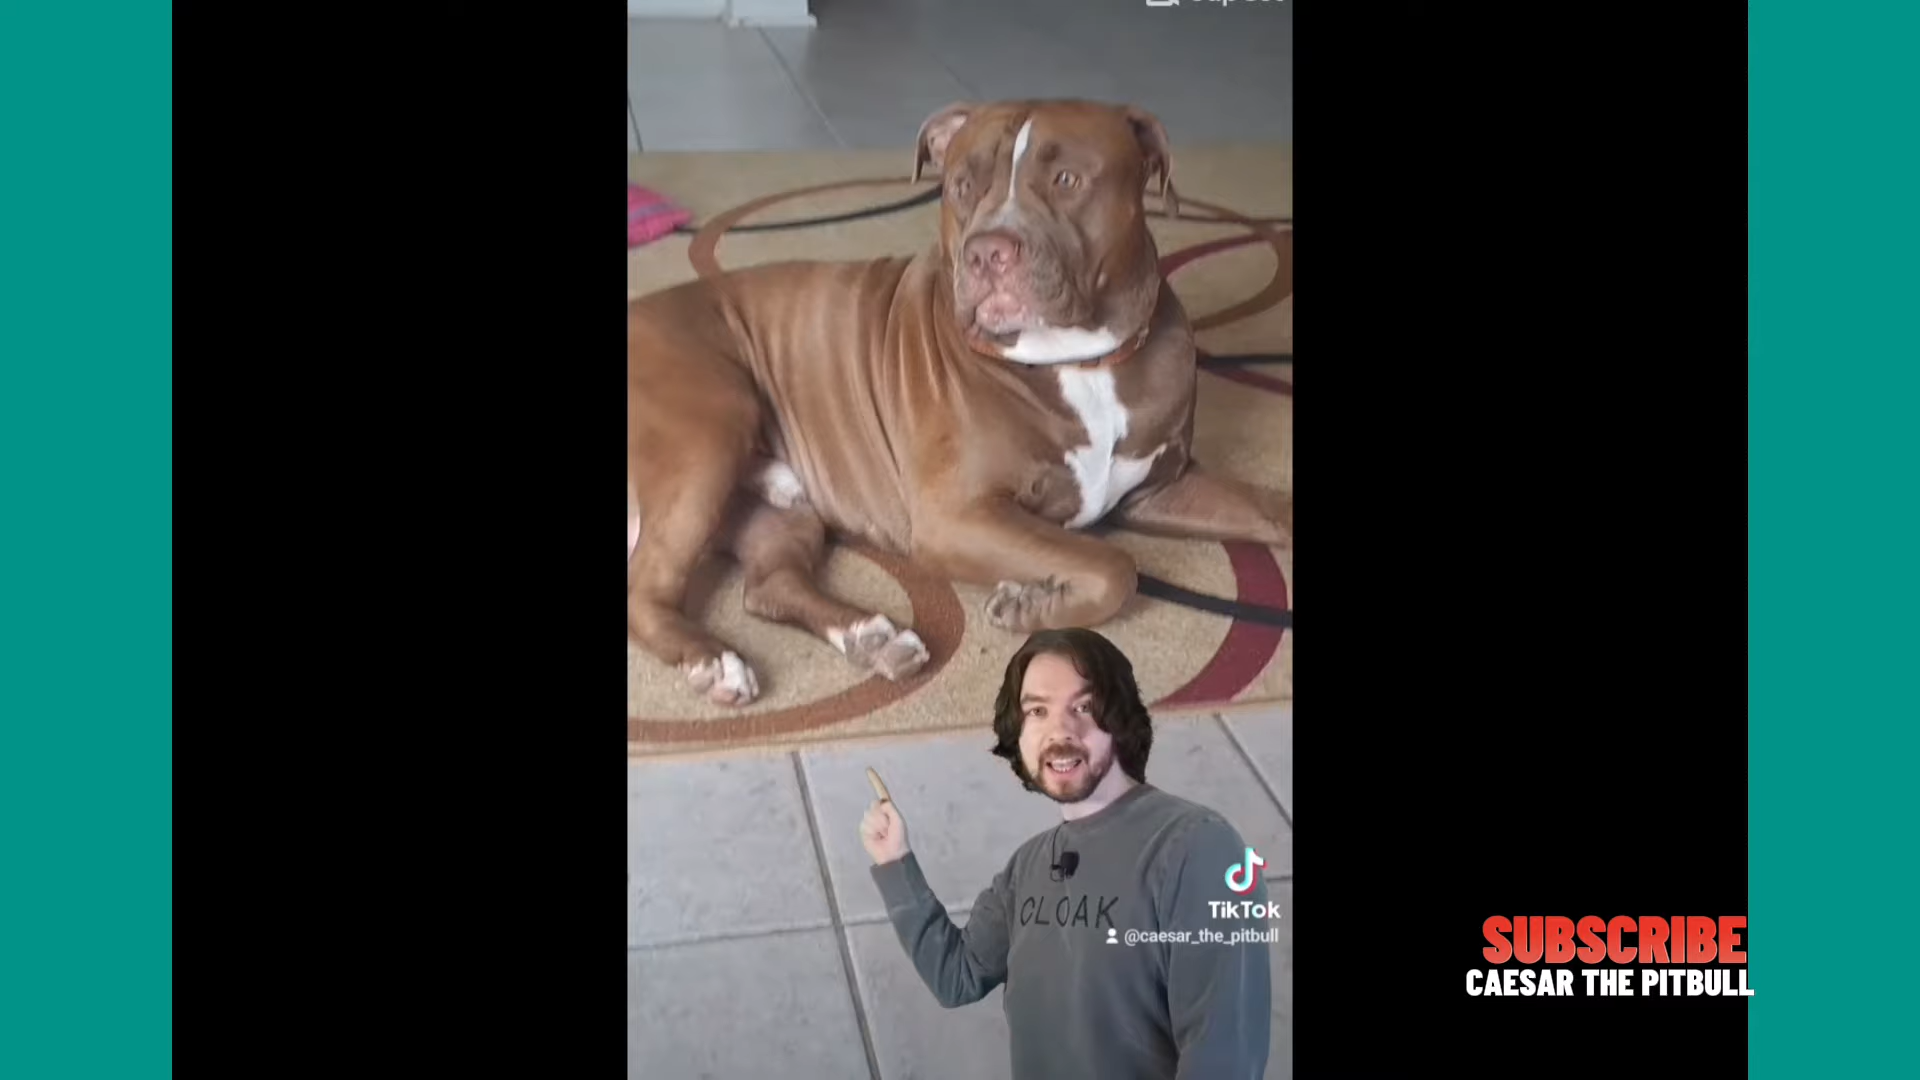 CLOAK
TikTok
@caesar_the_pitbull
SUBSCRIBE
CAESAR THE PITBULL